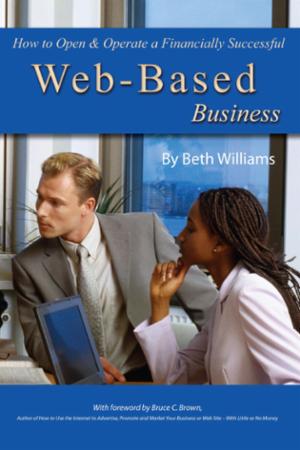 How to Open & Operate a Financially Successful
Web-Based
Business
By Beth Williams
With foreword by Bruce C. Brown,
Author of How to Use the Internet to Advertise, Promote and Market Your Business or Web Site – With Little or No Money